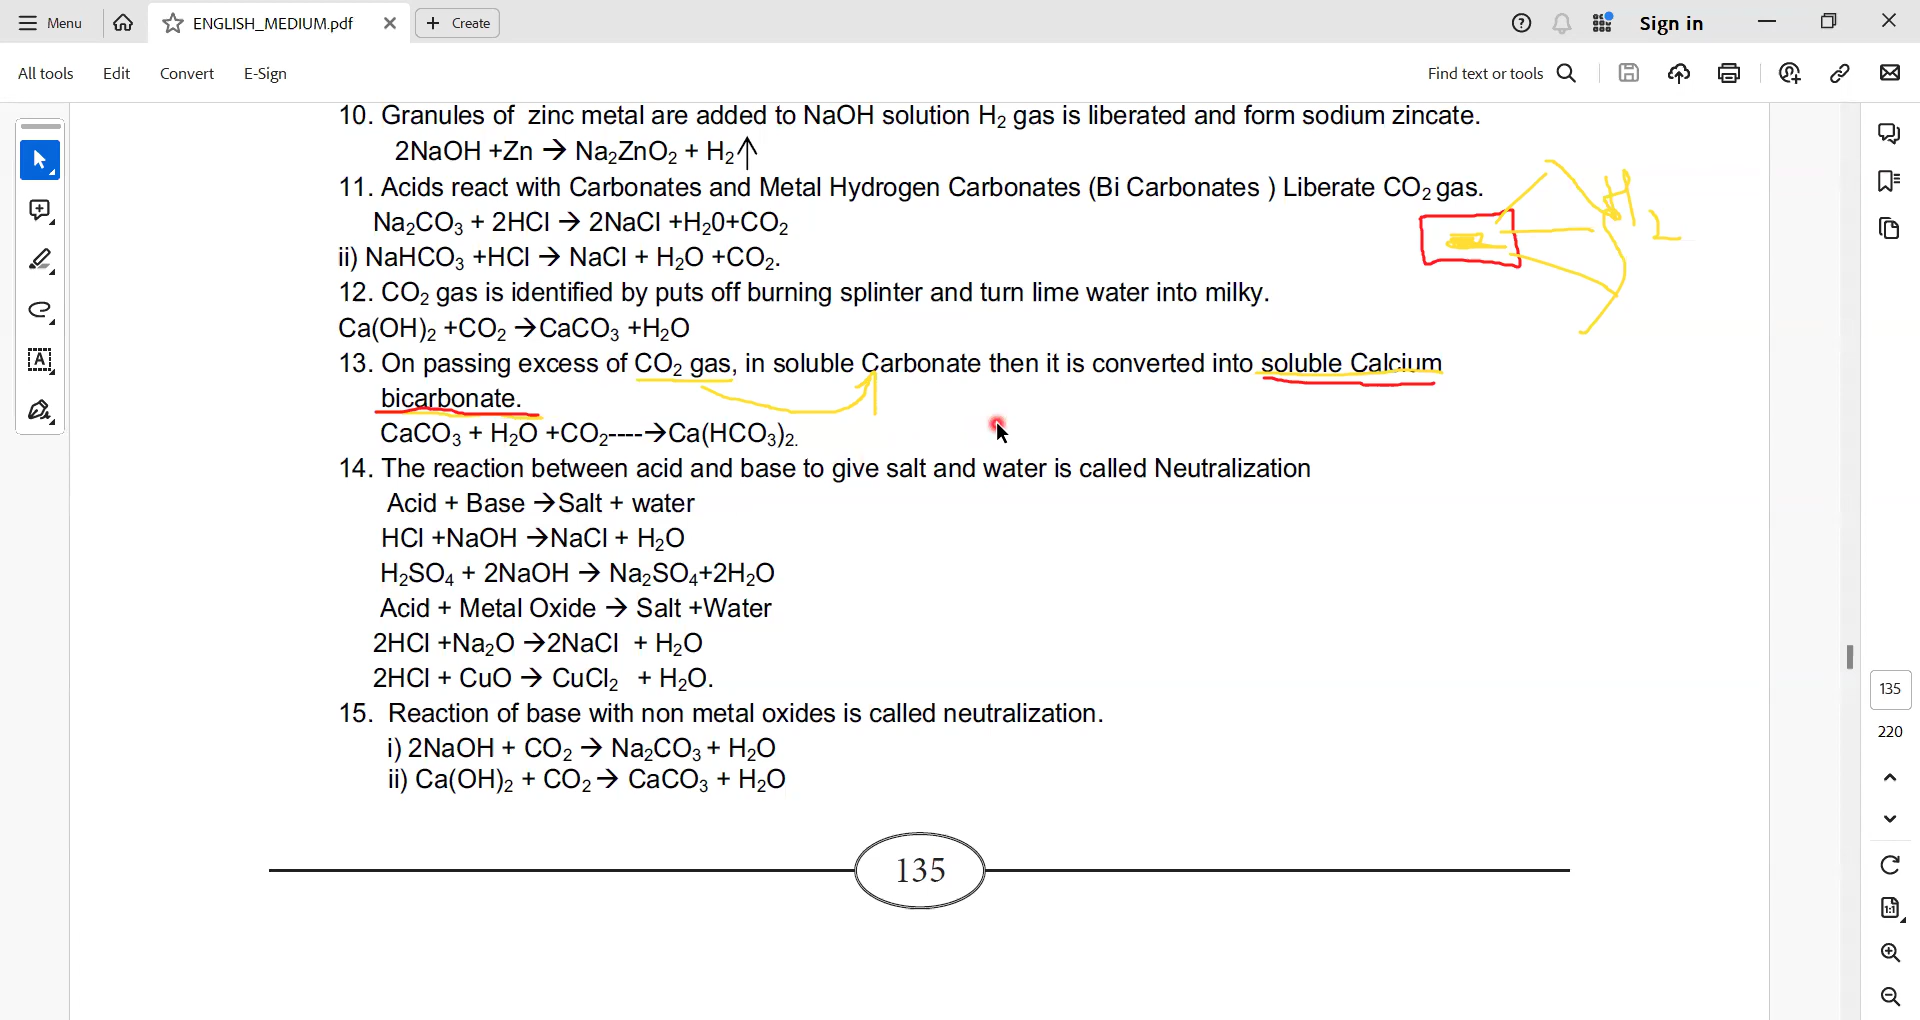 Menu
ENGLISH_MEDIUM.pdf
Create
Sign in
All tools
Edit
Convert
E-Sign
Find text or tools
10. Granules of zinc metal are added to NaOH solution H₂ gas is liberated and form sodium zincate.
2NaOH +Zn → Na₂ZnO₂ + H₂↑
11. Acids react with Carbonates and Metal Hydrogen Carbonates (Bi Carbonates ) Liberate CO₂ gas.
Na₂CO₃ + 2HCl → 2NaCl +H₂0+CO₂
ii) NaHCO₃ +HCl → NaCl + H₂O +CO₂.
H2
12. CO₂ gas is identified by puts off burning splinter and turn lime water into milky.
Ca(OH)₂ +CO₂ →CaCO₃ +H₂O
13. On passing excess of CO₂ gas, in soluble Carbonate then it is converted into soluble Calcium
bicarbonate.
CaCO₃ + H₂O +CO₂----→Ca(HCO₃)₂.
14. The reaction between acid and base to give salt and water is called Neutralization
Acid + Base →Salt + water
HCl +NaOH →NaCl + H₂O
H₂SO₄ + 2NaOH → Na₂SO₄+2H₂O
Acid + Metal Oxide → Salt +Water
2HCl +Na₂O →2NaCl + H₂O
2HCl + CuO → CuCl₂ + H₂O.
15. Reaction of base with non metal oxides is called neutralization.
i) 2NaOH + CO₂ → Na₂CO₃ + H₂O
ii) Ca(OH)₂ + CO₂ → CaCO₃ + H₂O
135
135
220